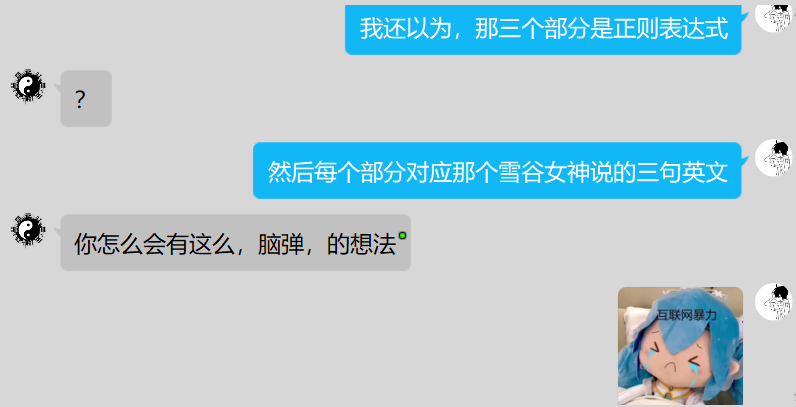 我还以为，那三个部分是正则表达式
？
然后每个部分对应那个雪谷女神说的三句英文
你怎么会有这么，脑弹，的想法
互联网暴力